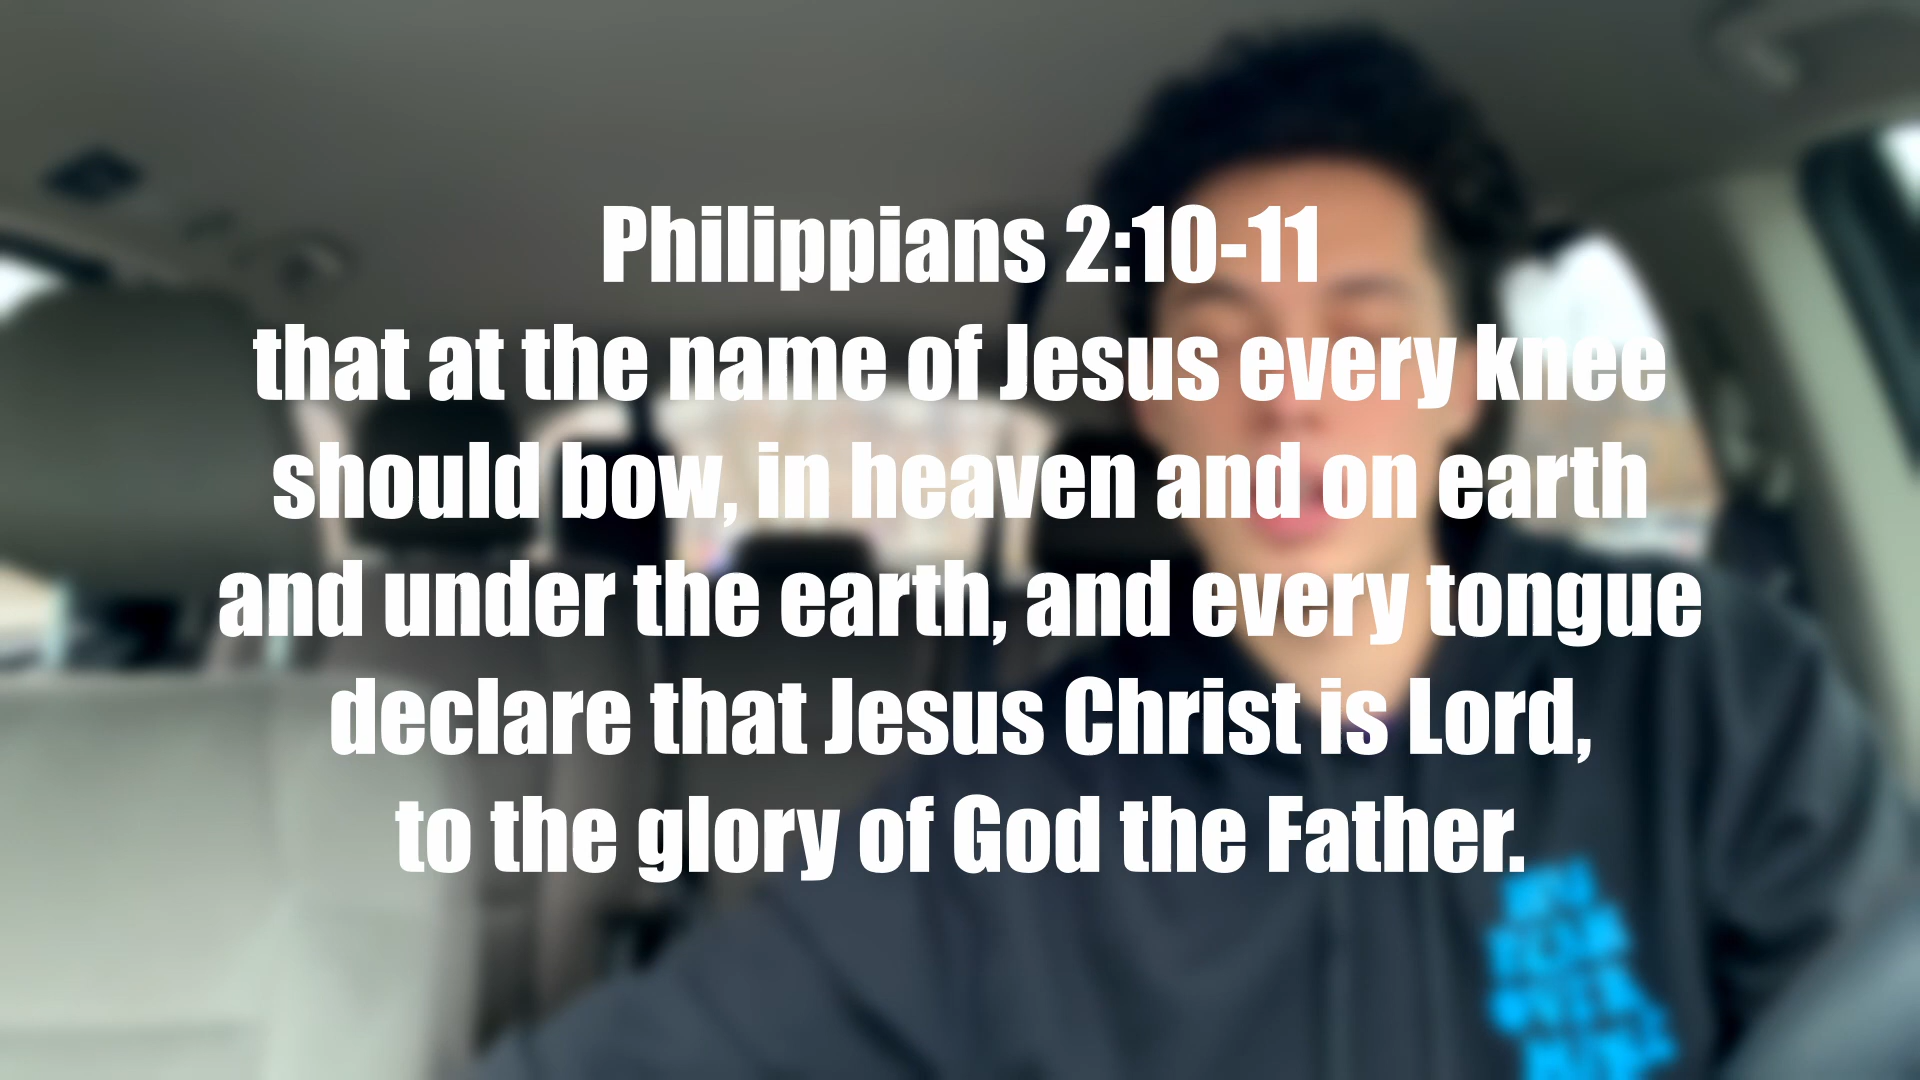 Philippians 2:10-11
that at the name of Jesus every knee
should bow, in heaven and on earth
and under the earth, and every tongue
declare that Jesus Christ is Lord,
to the glory of God the Father.